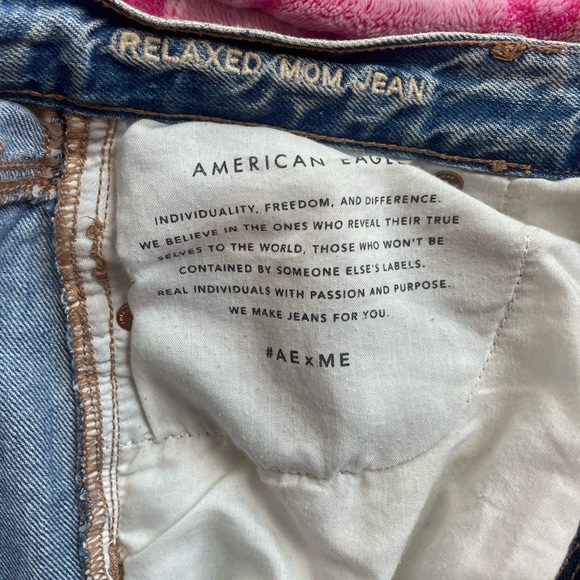 RELAXED MOM JEAN
AMERICAN EAGLE
INDIVIDUALITY, FREEDOM, AND DIFFERENCE.
WE BELIEVE IN THE ONES WHO REVEAL THEIR TRUE
SELVES TO THE WORLD, THOSE WHO WON'T BE
CONTAINED BY SOMEONE ELSE'S LABELS.
REAL INDIVIDUALS WITH PASSION AND PURPOSE.
WE MAKE JEANS FOR YOU.
#AExME